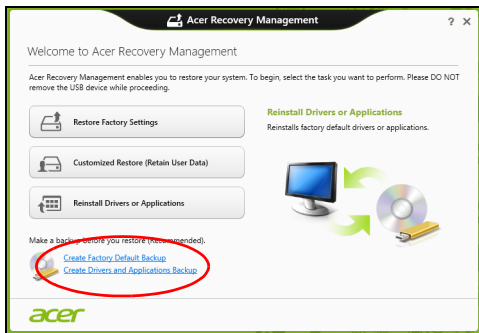 Acer Recovery Management
? ✕
Welcome to Acer Recovery Management
Acer Recovery Management enables you to restore your system. To begin, select the task you want to perform. Please DO NOT
remove the USB device while proceeding.
Restore Factory Settings
Customized Restore (Retain User Data)
Reinstall Drivers or Applications
Reinstall Drivers or Applications
Reinstalls factory default drivers or applications.
Make a backup before you restore (Recommended).
Create Factory Default Backup
Create Drivers and Applications Backup
acer